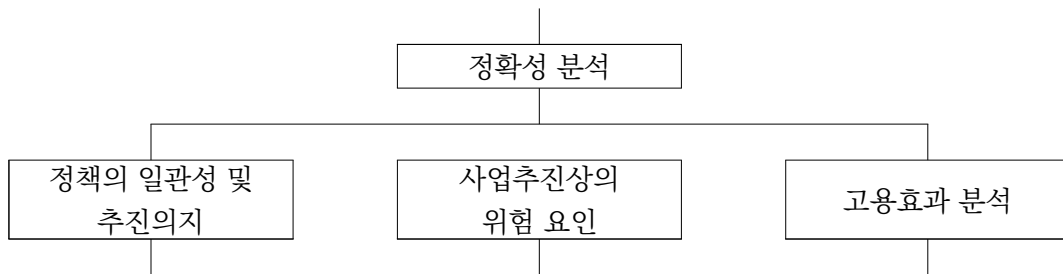 정확성 분석
정책의 일관성 및
추진의지
사업추진상의
위험 요인
고용효과 분석